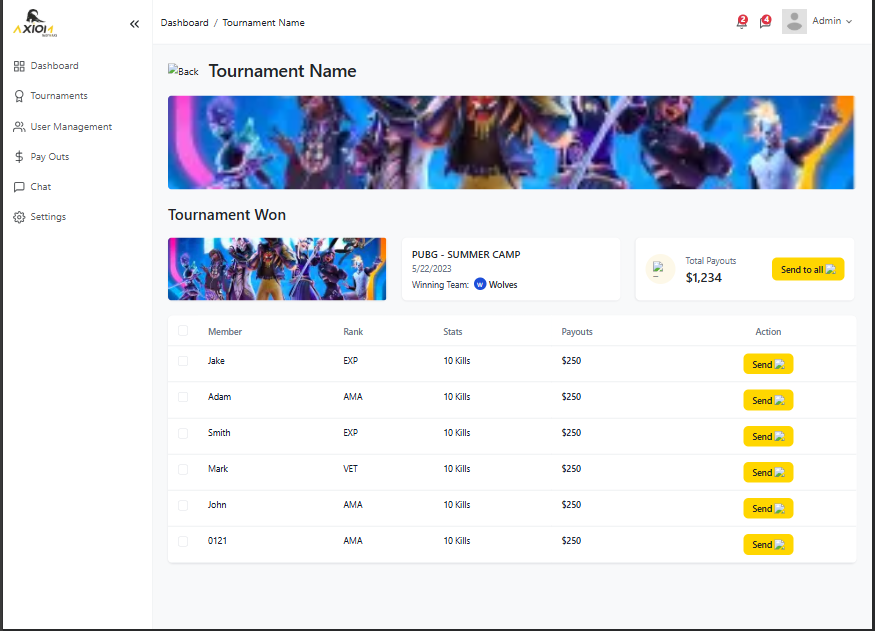 AXIOM
Dashboard / Tournament Name
2
4
Admin
Dashboard
Tournaments
User Management
Pay Outs
Chat
Settings
Back Tournament Name
Tournament Won
PUBG - SUMMER CAMP
5/22/2023
Winning Team: W Wolves
Total Payouts
$1,234
Send to all
Member Rank Stats Payouts Action
Jake EXP 10 Kills $250 Send
Adam AMA 10 Kills $250 Send
Smith EXP 10 Kills $250 Send
Mark VET 10 Kills $250 Send
John AMA 10 Kills $250 Send
0121 AMA 10 Kills $250 Send